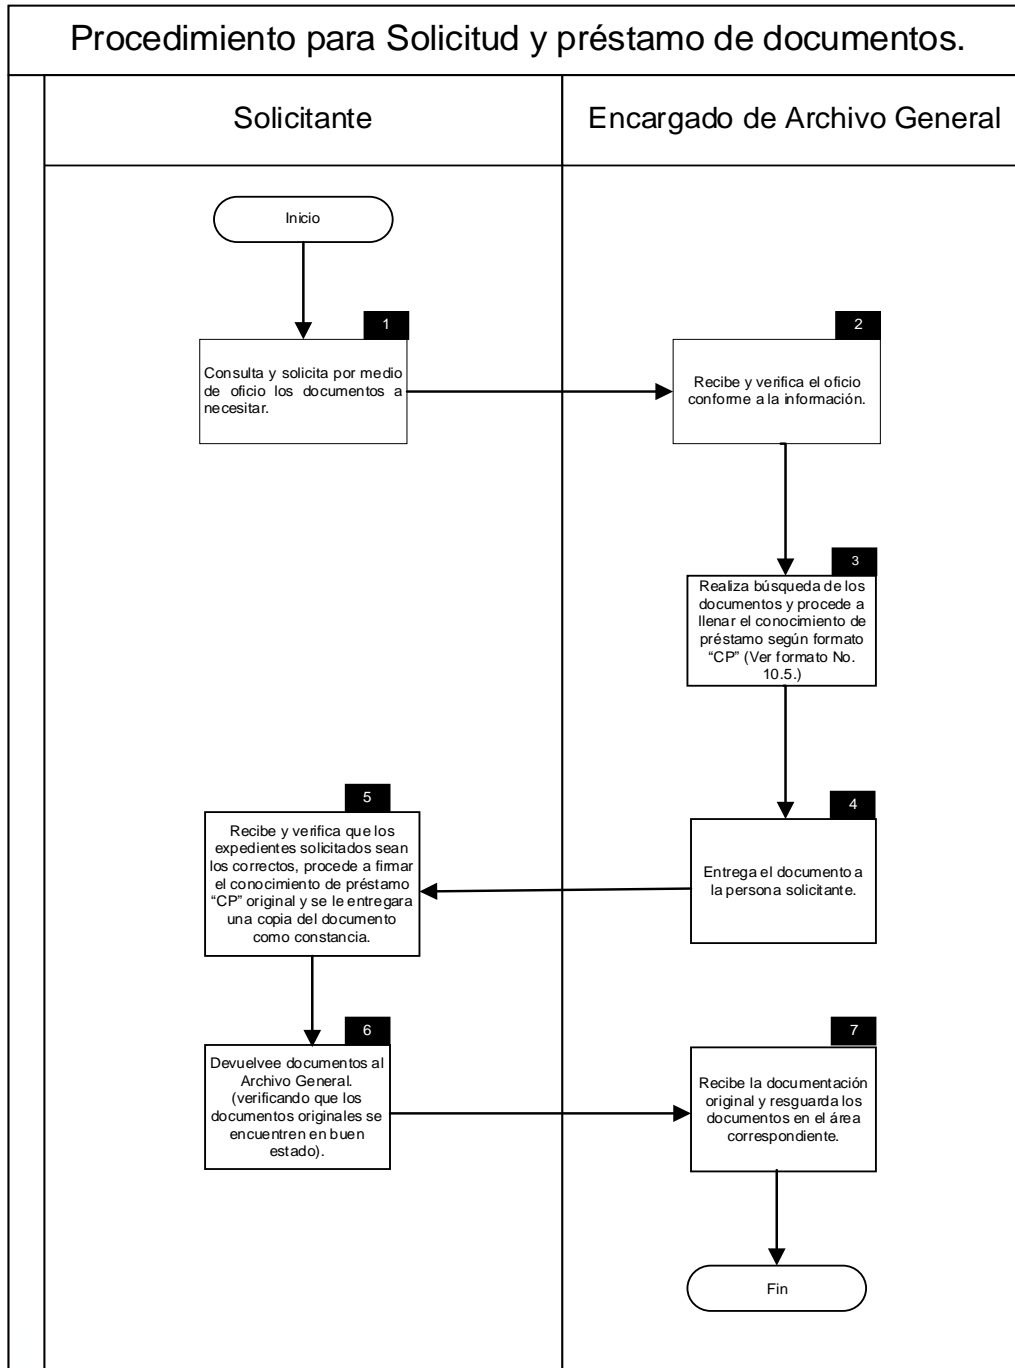 Procedimiento para Solicitud y préstamo de documentos.
Solicitante
Encargado de Archivo General
Inicio
1
Consulta y solicita por medio
de oficio los documentos a
necesitar.
2
Recibe y verifica el oficio
conforme a la información.
3
Realiza búsqueda de los
documentos y procede a
llenar el conocimiento de
préstamo según formato
“CP” (Ver formato No.
10.5.)
4
Entrega el documento a
la persona solicitante.
5
Recibe y verifica que los
expedientes solicitados sean
los correctos, procede a firmar
el conocimiento de préstamo
“CP” original y se le entregara
una copia del documento
como constancia.
6
Devuelvee documentos al
Archivo General.
(verificando que los
documentos originales se
encuentren en buen
estado).
7
Recibe la documentación
original y resguarda los
documentos en el área
correspondiente.
Fin